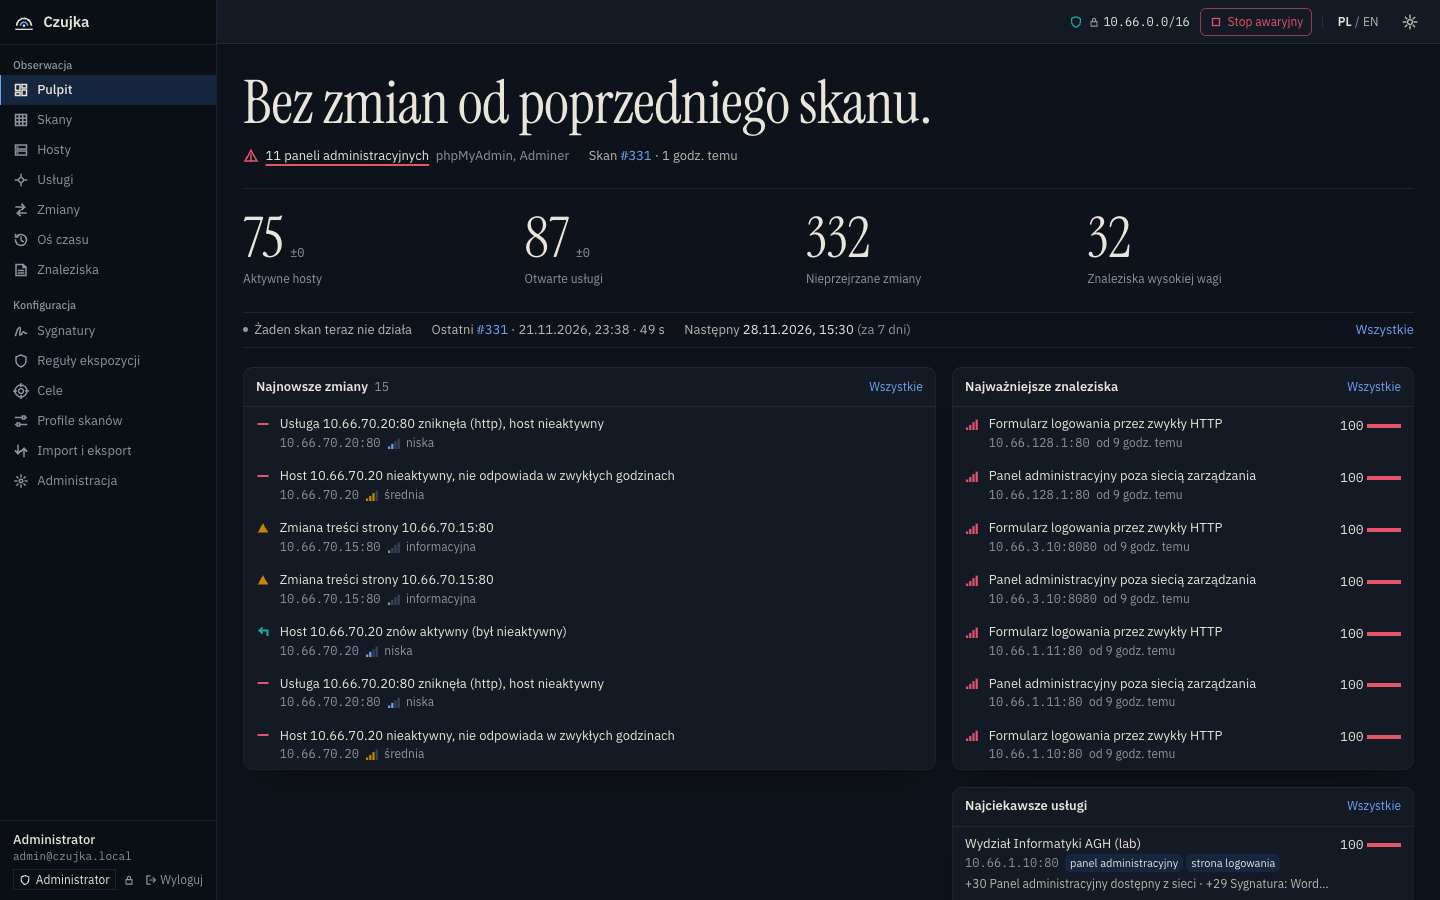 Czujka
10.66.0.0/16
Stop awaryjny
PL / EN
Obserwacja
Pulpit
Skany
Hosty
Usługi
Zmiany
Oś czasu
Znaleziska
Konfiguracja
Sygnatury
Reguły ekspozycji
Cele
Profile skanów
Import i eksport
Administracja
Administrator
admin@czujka.local
Administrator
Wyloguj
Bez zmian od poprzedniego skanu.
11 paneli administracyjnych phpMyAdmin, Adminer Skan #331 · 1 godz. temu
75 ±0
Aktywne hosty
87 ±0
Otwarte usługi
332
Nieprzejrzane zmiany
32
Znaleziska wysokiej wagi
Żaden skan teraz nie działa Ostatni #331 · 21.11.2026, 23:38 · 49 s Następny 28.11.2026, 15:30 (za 7 dni) Wszystkie
Najnowsze zmiany 15 Wszystkie
Usługa 10.66.70.20:80 zniknęła (http), host nieaktywny
10.66.70.20:80 niska
Host 10.66.70.20 nieaktywny, nie odpowiada w zwykłych godzinach
10.66.70.20 średnia
Zmiana treści strony 10.66.70.15:80
10.66.70.15:80 informacyjna
Zmiana treści strony 10.66.70.15:80
10.66.70.15:80 informacyjna
Host 10.66.70.20 znów aktywny (był nieaktywny)
10.66.70.20 niska
Usługa 10.66.70.20:80 zniknęła (http), host nieaktywny
10.66.70.20:80 niska
Host 10.66.70.20 nieaktywny, nie odpowiada w zwykłych godzinach
10.66.70.20 średnia
Najważniejsze znaleziska Wszystkie
Formularz logowania przez zwykły HTTP 100
10.66.128.1:80 od 9 godz. temu
Panel administracyjny poza siecią zarządzania 100
10.66.128.1:80 od 9 godz. temu
Formularz logowania przez zwykły HTTP 100
10.66.3.10:8080 od 9 godz. temu
Panel administracyjny poza siecią zarządzania 100
10.66.3.10:8080 od 9 godz. temu
Formularz logowania przez zwykły HTTP 100
10.66.1.11:80 od 9 godz. temu
Panel administracyjny poza siecią zarządzania 100
10.66.1.11:80 od 9 godz. temu
Formularz logowania przez zwykły HTTP 100
10.66.1.10:80 od 9 godz. temu
Najciekawsze usługi Wszystkie
Wydział Informatyki AGH (lab) 100
10.66.1.10:80 panel administracyjny strona logowania
+30 Panel administracyjny dostępny z sieci · +29 Sygnatura: Word...